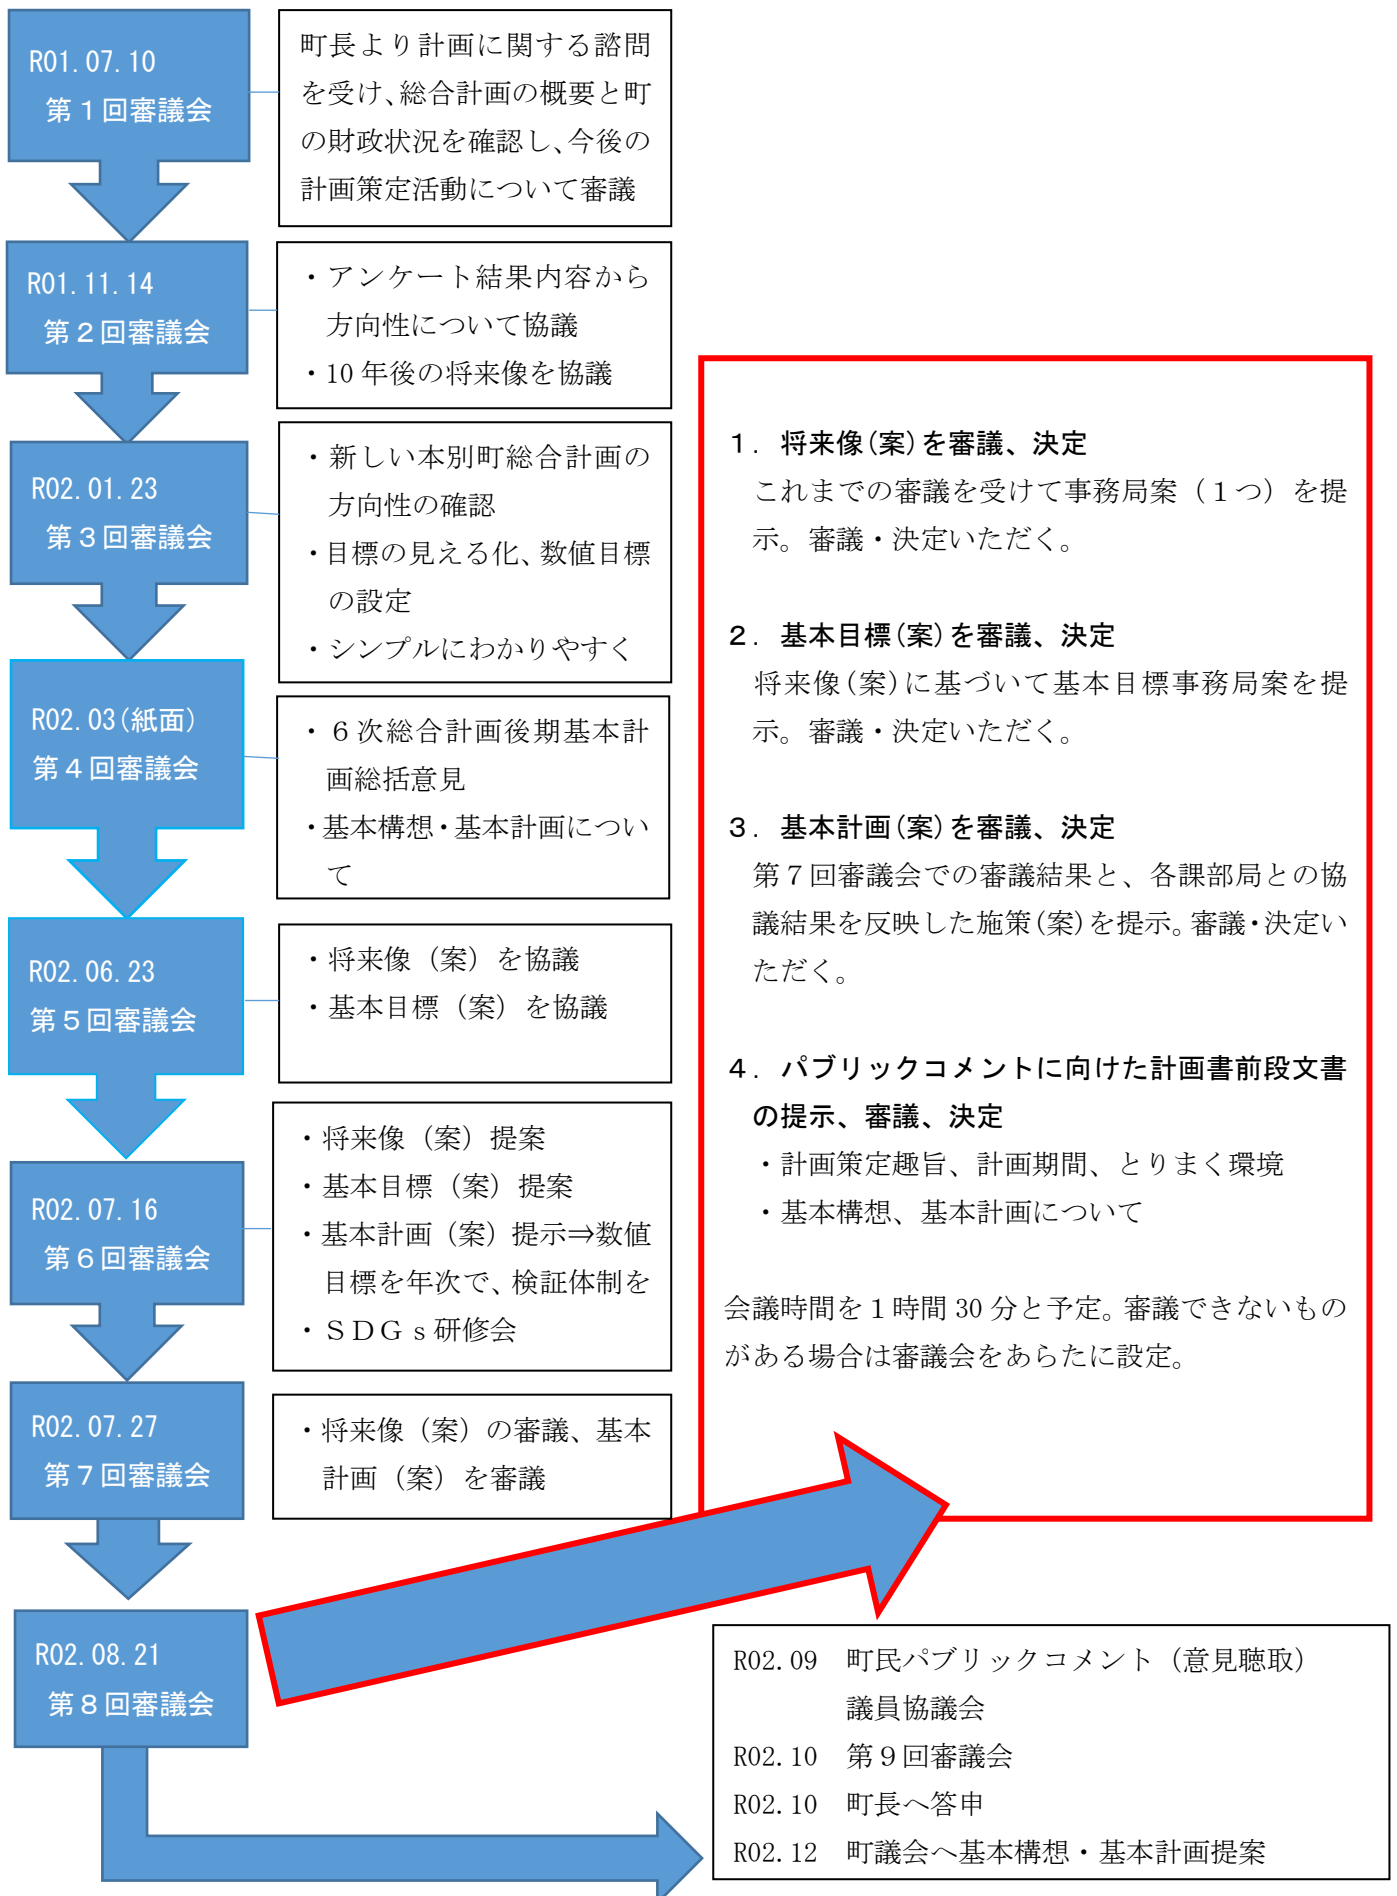 R01.07.10
第１回審議会
町長より計画に関する諮問
を受け、総合計画の概要と町
の財政状況を確認し、今後の
計画策定活動について審議
R01.11.14
第２回審議会
・アンケート結果内容から
方向性について協議
・10 年後の将来像を協議
R02.01.23
第３回審議会
・新しい本別町総合計画の
方向性の確認
・目標の見える化、数値目標
の設定
・シンプルにわかりやすく
R02.03(紙面)
第４回審議会
・６次総合計画後期基本計
画総括意見
・基本構想・基本計画につい
て
R02.06.23
第５回審議会
・将来像（案）を協議
・基本目標（案）を協議
R02.07.16
第６回審議会
・将来像（案）提案
・基本目標（案）提案
・基本計画（案）提示⇒数値
目標を年次で、検証体制を
・ＳＤＧｓ研修会
R02.07.27
第７回審議会
・将来像（案）の審議、基本
計画（案）を審議
R02.08.21
第８回審議会
１．将来像(案)を審議、決定
これまでの審議を受けて事務局案（１つ）を提
示。審議・決定いただく。
２．基本目標(案)を審議、決定
将来像(案)に基づいて基本目標事務局案を提
示。審議・決定いただく。
３．基本計画(案)を審議、決定
第７回審議会での審議結果と、各課部局との協
議結果を反映した施策(案)を提示。審議・決定い
ただく。
４．パブリックコメントに向けた計画書前段文書
の提示、審議、決定
・計画策定趣旨、計画期間、とりまく環境
・基本構想、基本計画について
会議時間を１時間 30 分と予定。審議できないもの
がある場合は審議会をあらたに設定。
R02.09　町民パブリックコメント（意見聴取）
議員協議会
R02.10　第９回審議会
R02.10　町長へ答申
R02.12　町議会へ基本構想・基本計画提案